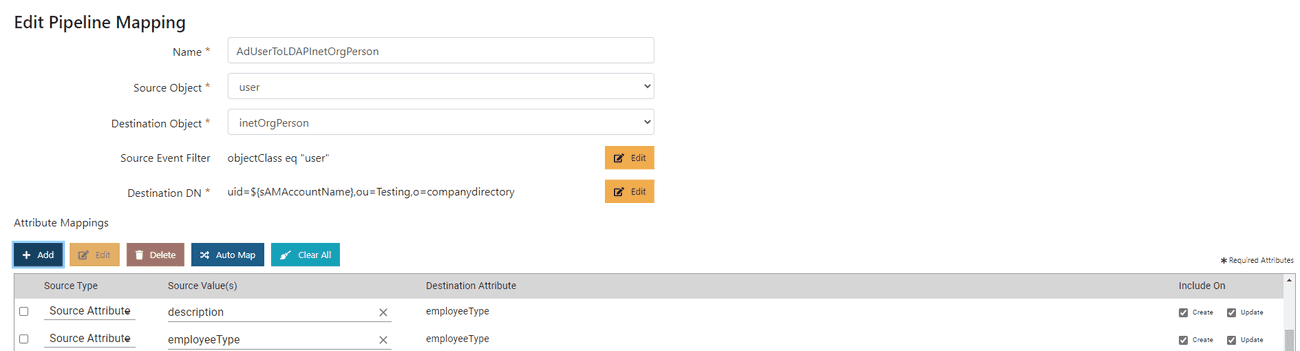 Edit Pipeline Mapping
Name *
AdUserToLDAPInetOrgPerson
Source Object *
user
Destination Object *
inetOrgPerson
Source Event Filter
objectClass eq "user"
Edit
Destination DN *
uid=${sAMAccountName},ou=Testing,o=companydirectory
Edit
Attribute Mappings
+ Add
Edit
Delete
Auto Map
Clear All
* Required Attributes
Source Type
Source Value(s)
Destination Attribute
Include On
Source Attribute
description
employeeType
Create
Update
Source Attribute
employeeType
employeeType
Create
Update